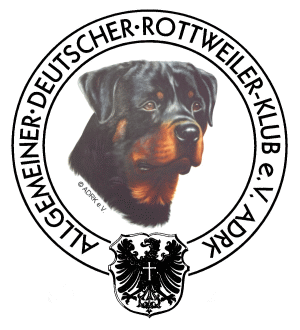 ALLGEMEINER·DEUTSCHER·ROTTWEILER-KLUB e.V. ADRK
© ADRK e.V.